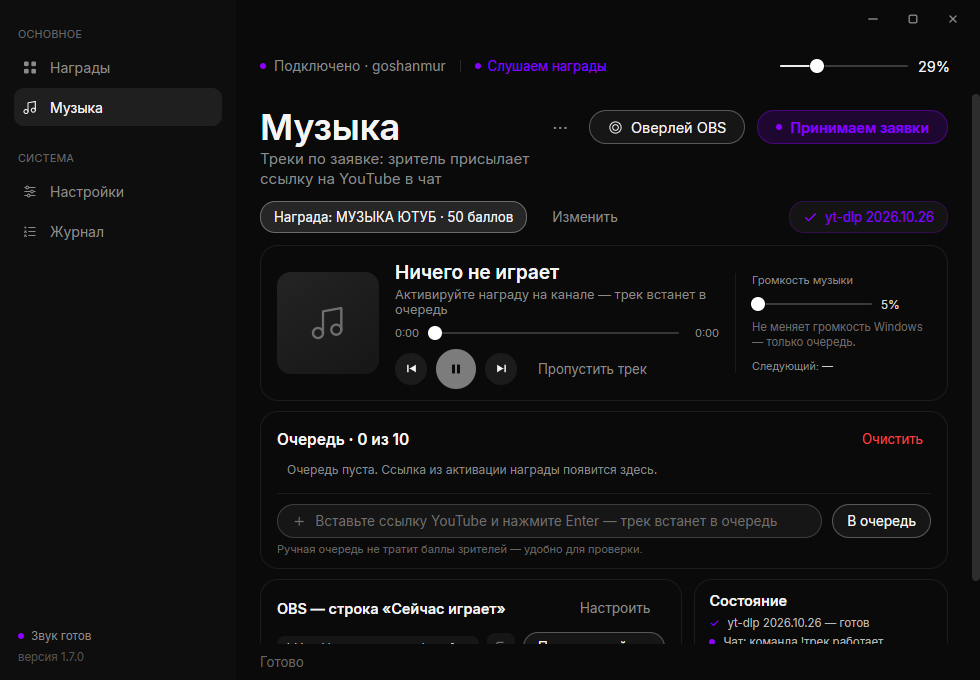 ОСНОВНОЕ
Награды
Музыка
СИСТЕМА
Настройки
Журнал
Звук готов
версия 1.7.0
Подключено · goshanmur
Слушаем награды
29%
Музыка
Треки по заявке: зритель присылает
ссылку на YouTube в чат
Оверлей OBS
Принимаем заявки
Награда: МУЗЫКА ЮТУБ · 50 баллов
Изменить
yt-dlp 2026.10.26
Ничего не играет
Активируйте награду на канале — трек встанет в
очередь
0:00
0:00
Пропустить трек
Громкость музыки
5%
Не меняет громкость Windows
— только очередь.
Следующий: —
Очередь · 0 из 10
Очистить
Очередь пуста. Ссылка из активации награды появится здесь.
Вставьте ссылку YouTube и нажмите Enter — трек встанет в очередь
В очередь
Ручная очередь не тратит баллы зрителей — удобно для проверки.
OBS — строка «Сейчас играет»
Настроить
Состояние
yt-dlp 2026.10.26 — готов
Чат: команда !трек работает
Готово